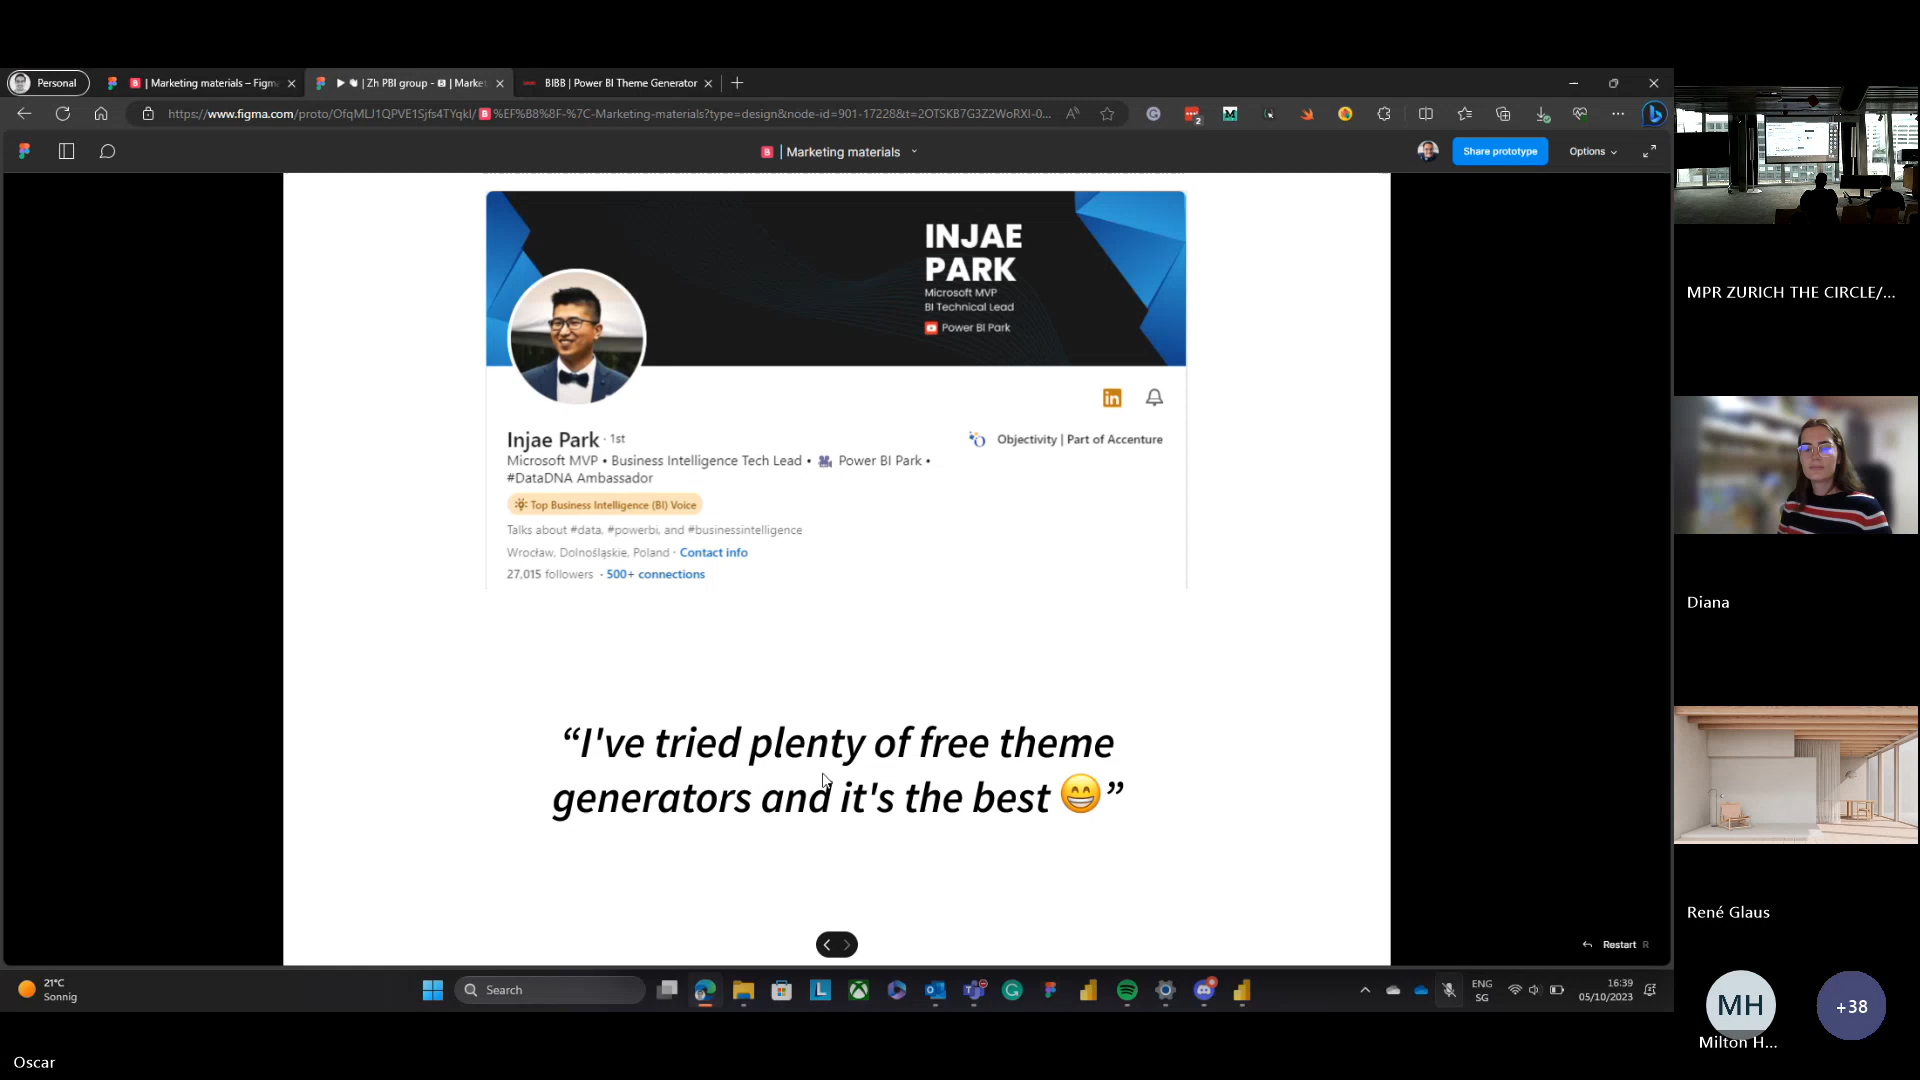 Personal
| Marketing materials – Figm
| Zh PBI group - | Marke
BIBB | Power BI Theme Generator
https://www.figma.com/proto/OfqMLJ1QPVE1Sjfs4TYqkI/ %EF%B8%8F-%7C-Marketing-materials?type=design&node-id=901-17228&t=2OTSKB7G3Z2WoRXI-0...
| Marketing materials
Share prototype
Options
INJAE
PARK
Microsoft MVP
BI Technical Lead
Power BI Park
Injae Park · 1st
Objectivity | Part of Accenture
Microsoft MVP • Business Intelligence Tech Lead • 🎥 Power BI Park •
#DataDNA Ambassador
Top Business Intelligence (BI) Voice
Talks about #data, #powerbi, and #businessintelligence
Wrocław, Dolnośląskie, Poland · Contact info
27,015 followers · 500+ connections
“I've tried plenty of free theme
generators and it's the best 😁”
Restart R
21°C
Sonnig
Search
ENG
SG
16:39
05/10/2023
Oscar
MPR ZURICH THE CIRCLE/...
Diana
René Glaus
MH
Milton H...
+38